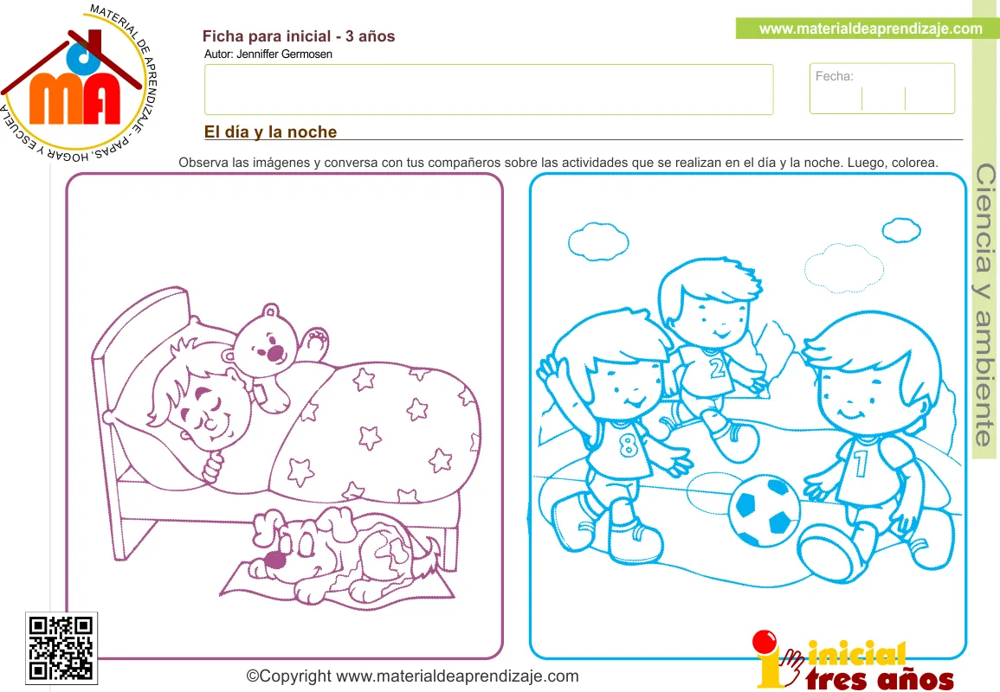 MATERIAL DE APRENDIZAJE - PAPAS, HOGAR Y ESCUELA
d
mA
Ficha para inicial - 3 años
Autor: Jenniffer Germosen
www.materialdeaprendizaje.com
Fecha:
El día y la noche
Observa las imágenes y conversa con tus compañeros sobre las actividades que se realizan en el día y la noche. Luego, colorea.
Ciencia y ambiente
2
8
1
©Copyright www.materialdeaprendizaje.com
i inicial
tres años